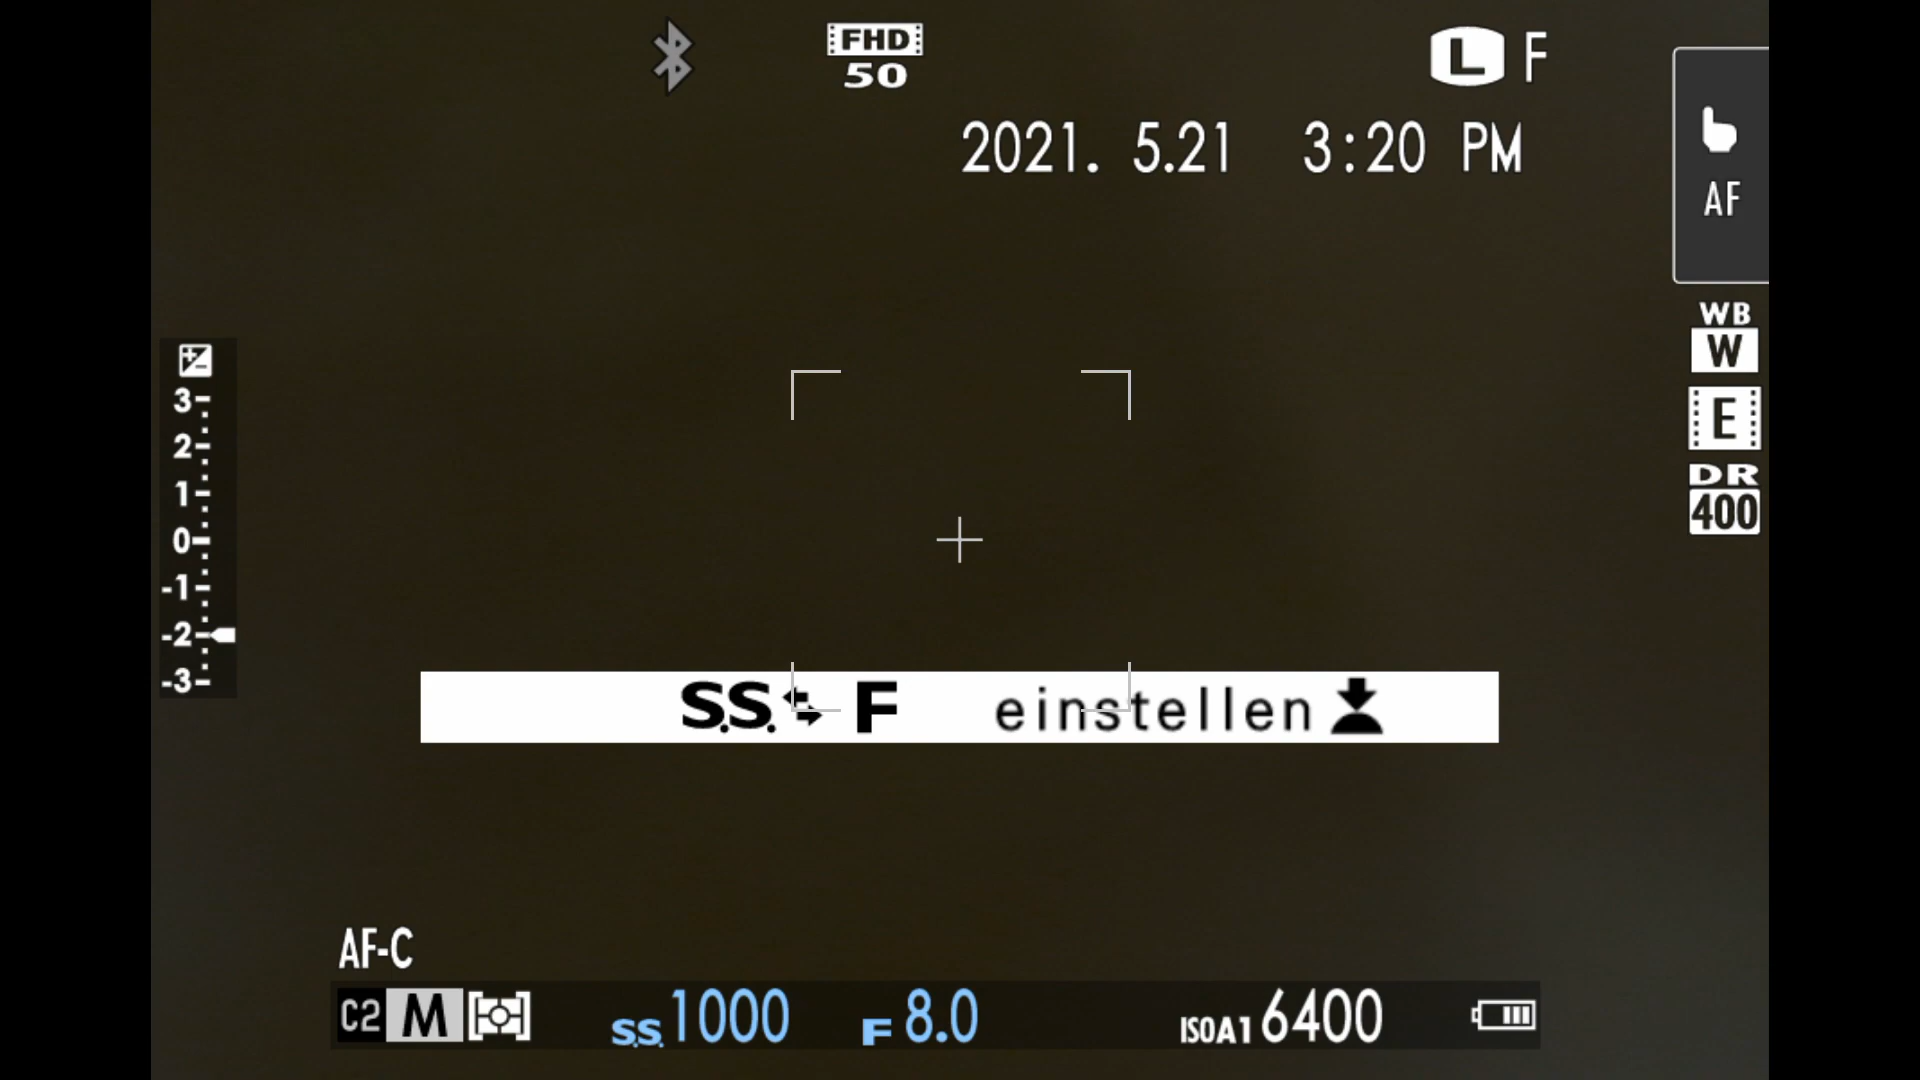 FHD
50
L F
2021. 5.21 3:20 PM
AF
WB
W
E
DR
400
3
2
1
0
-1
-2
-3
S.S. F einstellen
AF-C
C2 M S.S. 1000 F 8.0 ISO A1 6400